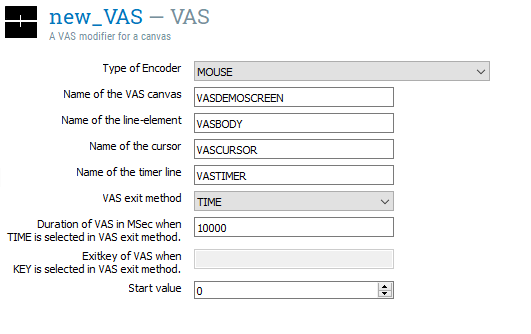 new_VAS – VAS
A VAS modifier for a canvas
Type of Encoder MOUSE
Name of the VAS canvas VASDEMOSCREEN
Name of the line-element VASBODY
Name of the cursor VASCURSOR
Name of the timer line VASTIMER
VAS exit method TIME
Duration of VAS in MSec when
TIME is selected in VAS exit method. 10000
Exitkey of VAS when
KEY is selected in VAS exit method.
Start value 0